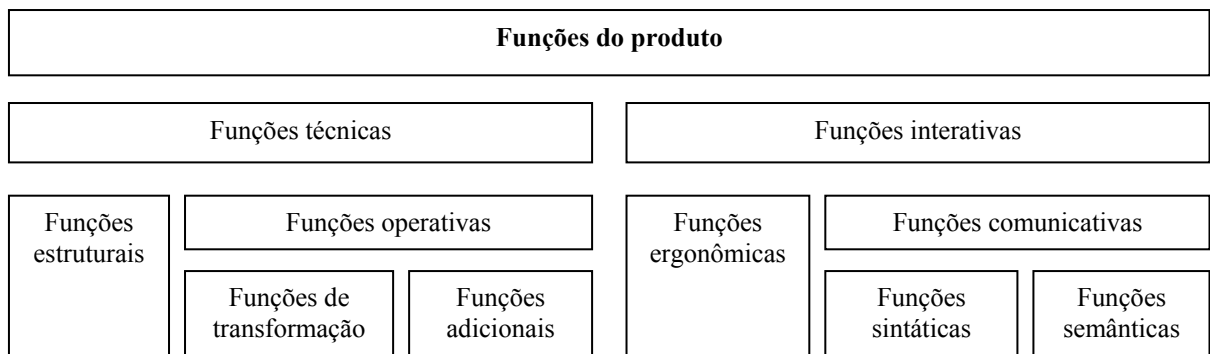 Funções do produto
Funções técnicas
Funções interativas
Funções
estruturais
Funções operativas
Funções de
transformação
Funções
adicionais
Funções
ergonômicas
Funções comunicativas
Funções
sintáticas
Funções
semânticas